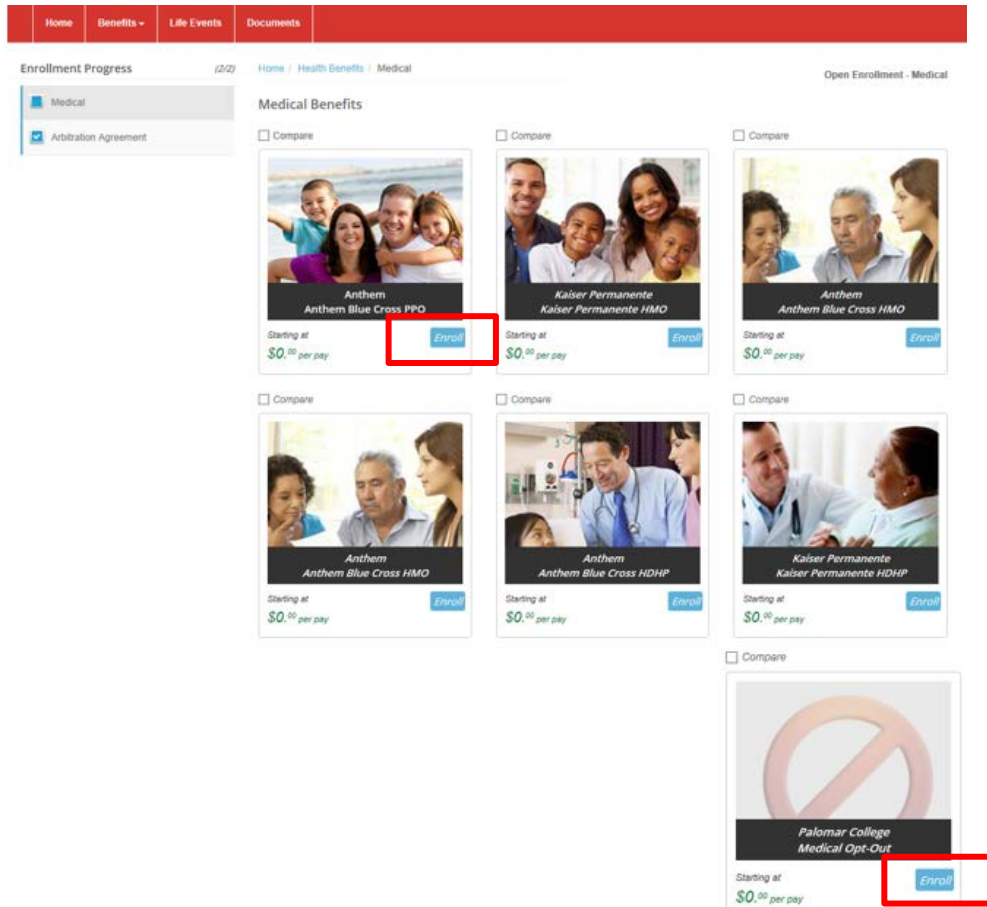 Home Benefits Life Events Documents
Enrollment Progress (2/2)
Medical
Arbitration Agreement
Home / Health Benefits / Medical
Open Enrollment - Medical
Medical Benefits
Compare
Anthem
Anthem Blue Cross PPO
Starting at
Enroll
$0.00 per pay
Compare
Kaiser Permanente
Kaiser Permanente HMO
Starting at
Enroll
$0.00 per pay
Compare
Anthem
Anthem Blue Cross HMO
Starting at
Enroll
$0.00 per pay
Compare
Anthem
Anthem Blue Cross HMO
Starting at
Enroll
$0.00 per pay
Compare
Anthem
Anthem Blue Cross HDHP
Starting at
Enroll
$0.00 per pay
Compare
Kaiser Permanente
Kaiser Permanente HDHP
Starting at
Enroll
$0.00 per pay
Compare
Palomar College
Medical Opt-Out
Starting at
Enroll
$0.00 per pay